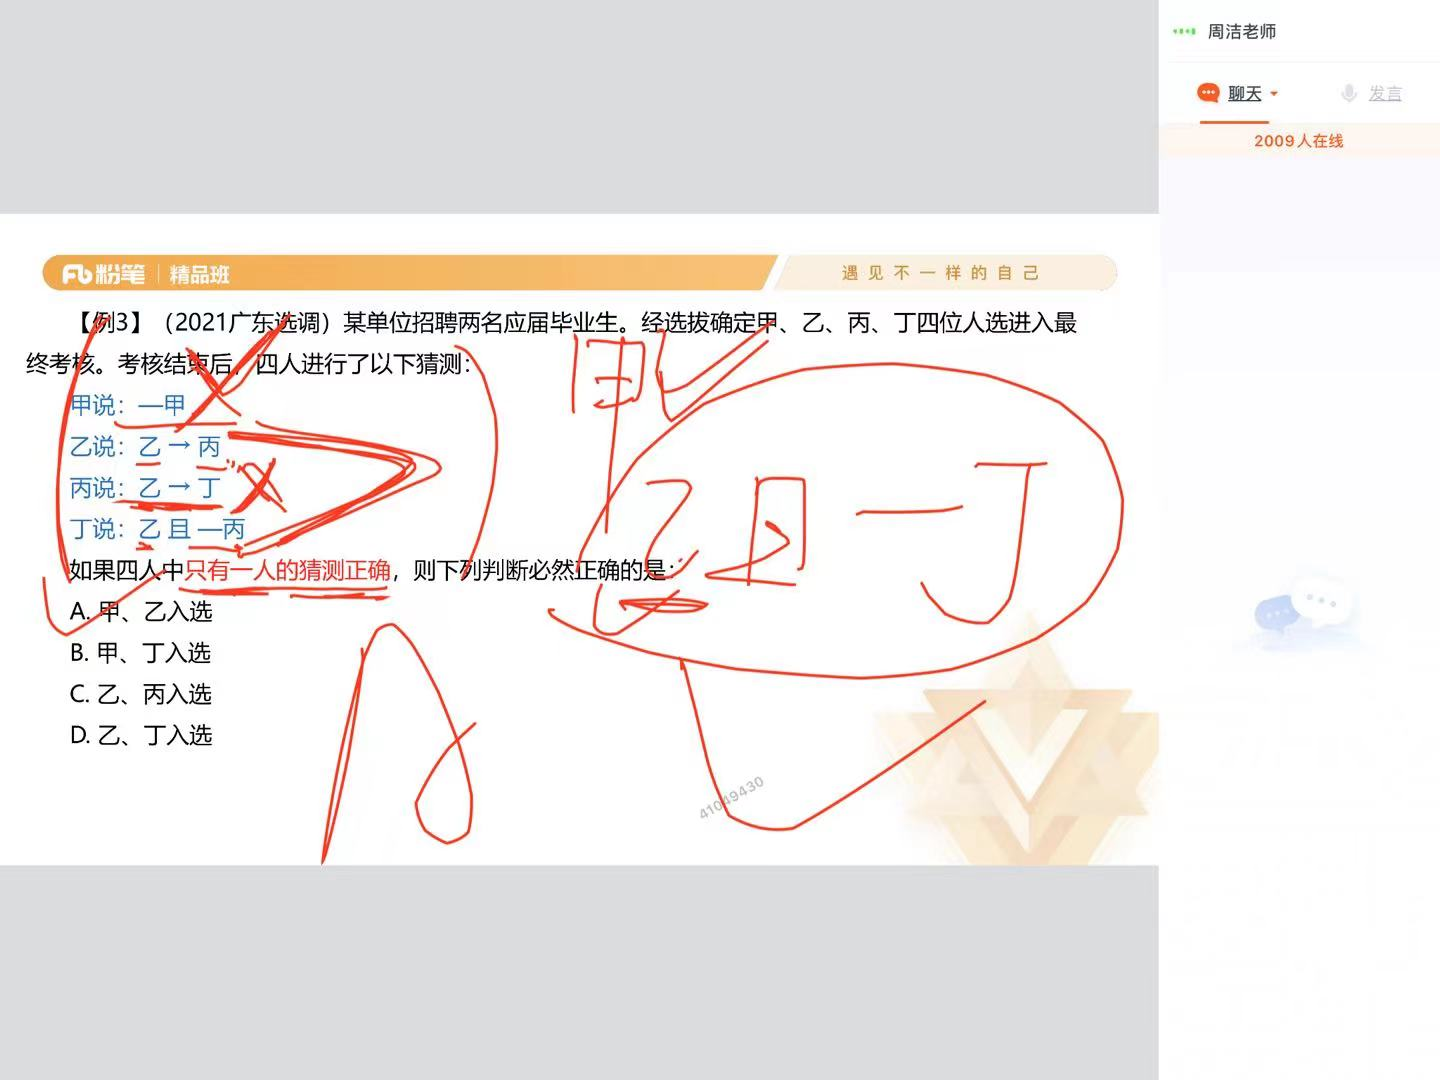 周洁老师
聊天 发言
2009人在线
粉笔 精品班 遇见不一样的自己
【例3】（2021广东选调）某单位招聘两名应届毕业生。经选拔确定甲、乙、丙、丁四位人选进入最
终考核。考核结束后，四人进行了以下猜测：
甲说：—甲
乙说：乙 → 丙
丙说：乙 → 丁
丁说：乙 且 —丙
如果四人中只有一人的猜测正确，则下列判断必然正确的是：
A. 甲、乙入选
B. 甲、丁入选
C. 乙、丙入选
D. 乙、丁入选
甲
乙且—丁
A
41049430